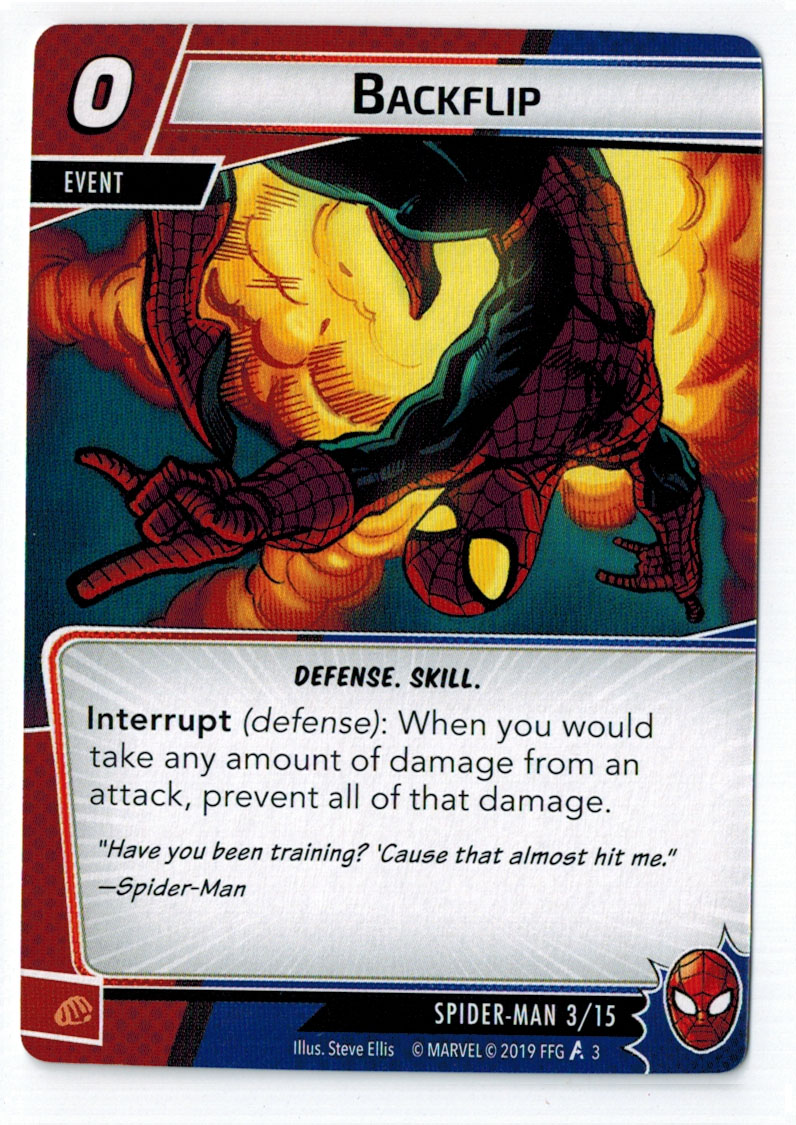 0
BACKFLIP
EVENT
DEFENSE. SKILL.
Interrupt (defense): When you would
take any amount of damage from an
attack, prevent all of that damage.
"Have you been training? 'Cause that almost hit me."
—Spider-Man
SPIDER-MAN 3/15
Illus. Steve Ellis © MARVEL © 2019 FFG 3